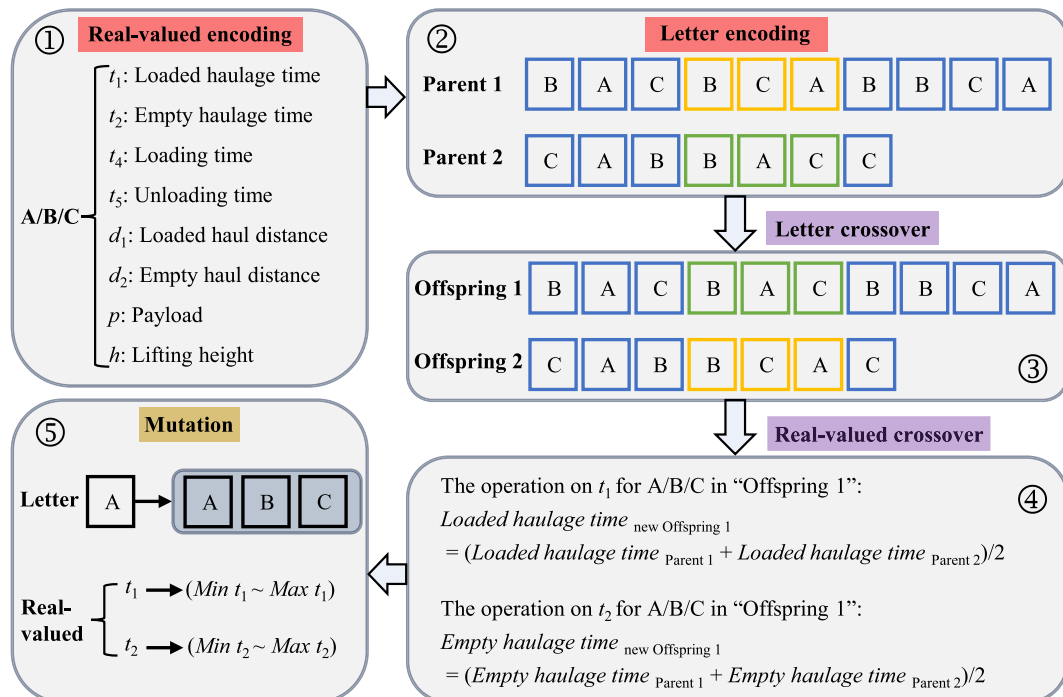 ① Real-valued encoding
A/B/C
t₁: Loaded haulage time
t₂: Empty haulage time
t₄: Loading time
t₅: Unloading time
d₁: Loaded haul distance
d₂: Empty haul distance
p: Payload
h: Lifting height
② Letter encoding
Parent 1 B A C B C A B B C A
Parent 2 C A B B A C C
Letter crossover
Offspring 1 B A C B A C B B C A
Offspring 2 C A B B C A C
③
Real-valued crossover
④
The operation on t₁ for A/B/C in “Offspring 1”:
Loaded haulage time new Offspring 1
= (Loaded haulage time Parent 1 + Loaded haulage time Parent 2)/2
The operation on t₂ for A/B/C in “Offspring 1”:
Empty haulage time new Offspring 1
= (Empty haulage time Parent 1 + Empty haulage time Parent 2)/2
⑤ Mutation
Letter A A B C
Real-
valued
t₁ (Min t₁ ~ Max t₁)
t₂ (Min t₂ ~ Max t₂)